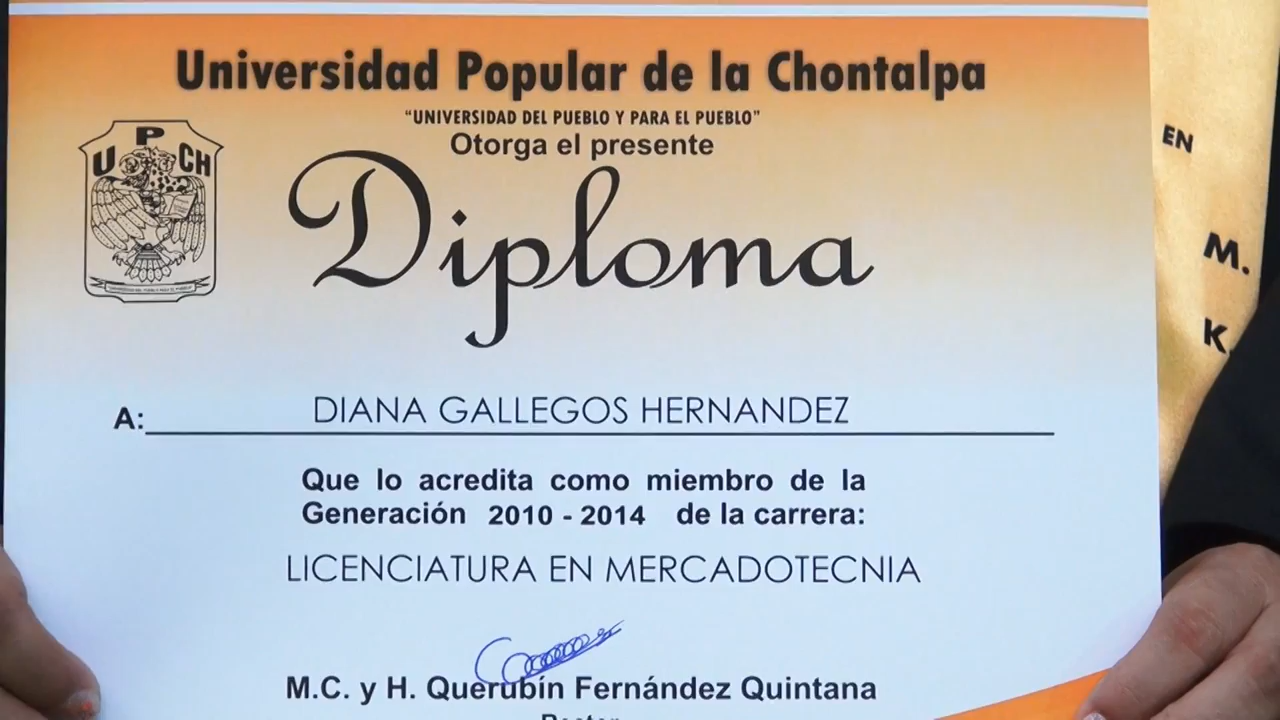 Universidad Popular de la Chontalpa
"UNIVERSIDAD DEL PUEBLO Y PARA EL PUEBLO"
Otorga el presente
U P CH
Diploma
A: DIANA GALLEGOS HERNANDEZ
Que lo acredita como miembro de la
Generación 2010 - 2014 de la carrera:
LICENCIATURA EN MERCADOTECNIA
M.C. y H. Querubín Fernández Quintana
EN
M.
K.